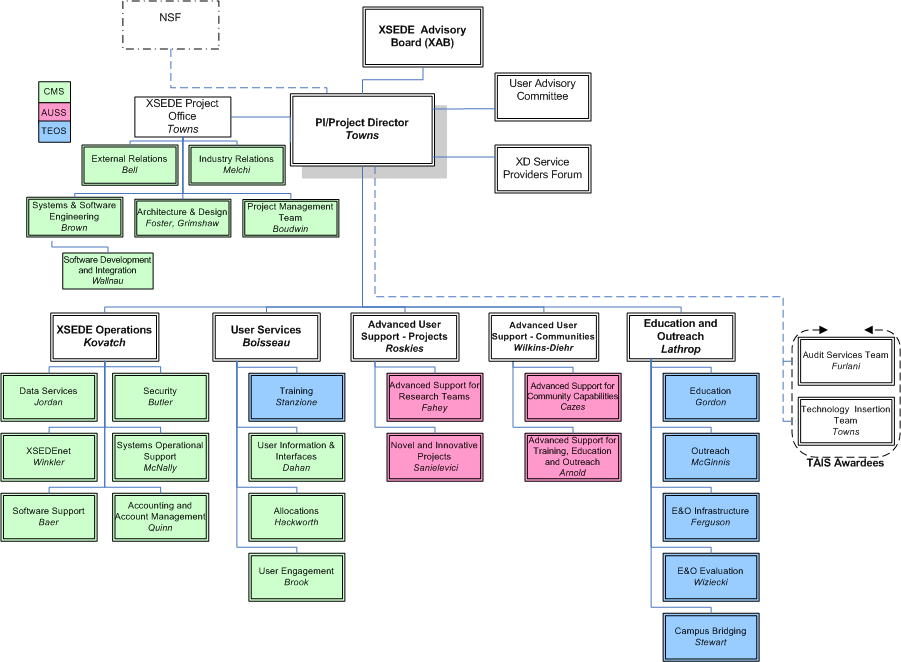 NSF
XSEDE Advisory
Board (XAB)
User Advisory
Committee
CMS
AUSS
TEOS
XSEDE Project
Office
Towns
PI/Project Director
Towns
XD Service
Providers Forum
External Relations
Bell
Industry Relations
Melchi
Systems & Software
Engineering
Brown
Architecture & Design
Foster, Grimshaw
Project Management
Team
Boudwin
Software Development
and Integration
Wallnau
XSEDE Operations
Kovatch
User Services
Boisseau
Advanced User
Support - Projects
Roskies
Advanced User
Support - Communities
Wilkins-Diehr
Education and
Outreach
Lathrop
Audit Services Team
Furlani
Technology Insertion
Team
Towns
TAIS Awardees
Data Services
Jordan
Security
Butler
Training
Stanzione
Advanced Support for
Research Teams
Fahey
Advanced Support for
Community Capabilities
Cazes
Education
Gordon
XSEDEnet
Winkler
Systems Operational
Support
McNally
User Information &
Interfaces
Dahan
Novel and Innovative
Projects
Sanielevici
Advanced Support for
Training, Education
and Outreach
Arnold
Outreach
McGinnis
Software Support
Baer
Accounting and
Account Management
Quinn
Allocations
Hackworth
E&O Infrastructure
Ferguson
User Engagement
Brook
E&O Evaluation
Wiziecki
Campus Bridging
Stewart